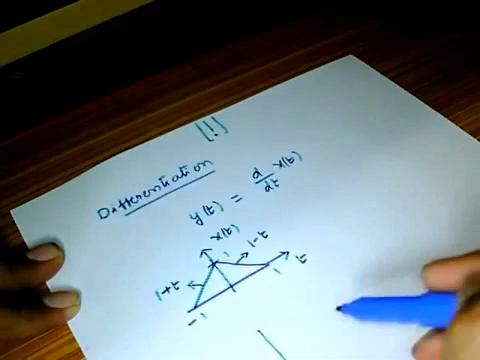 Differentiation
y(t) = d/dt x(t)
x(t)
1
1-t
1+t
t
-1
1